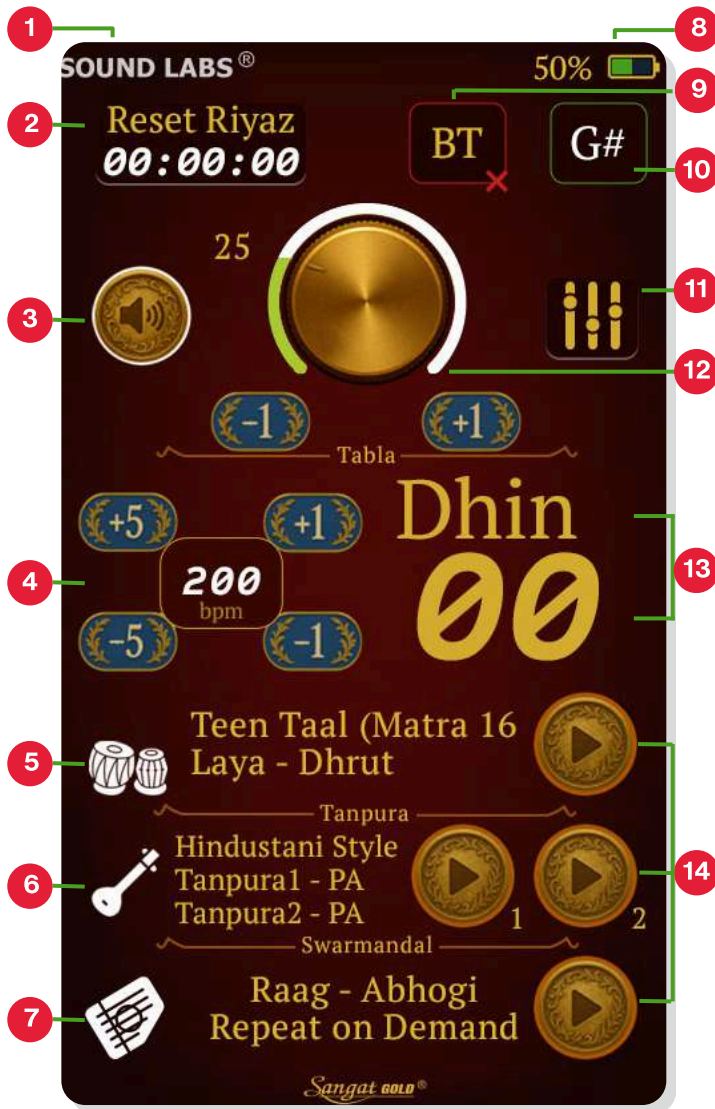 1
8
SOUND LABS®
50%
9
2
Reset Riyaz
00:00:00
BT
G#
10
25
11
3
12
-1
+1
Tabla
+5
+1
Dhin
4
200
bpm
00
13
-5
-1
5
Teen Taal (Matra 16
Laya - Dhrut
Tanpura
6
Hindustani Style
Tanpura1 - PA
Tanpura2 - PA
1
2
14
Swarmandal
7
Raag - Abhogi
Repeat on Demand
Sangat GOLD®